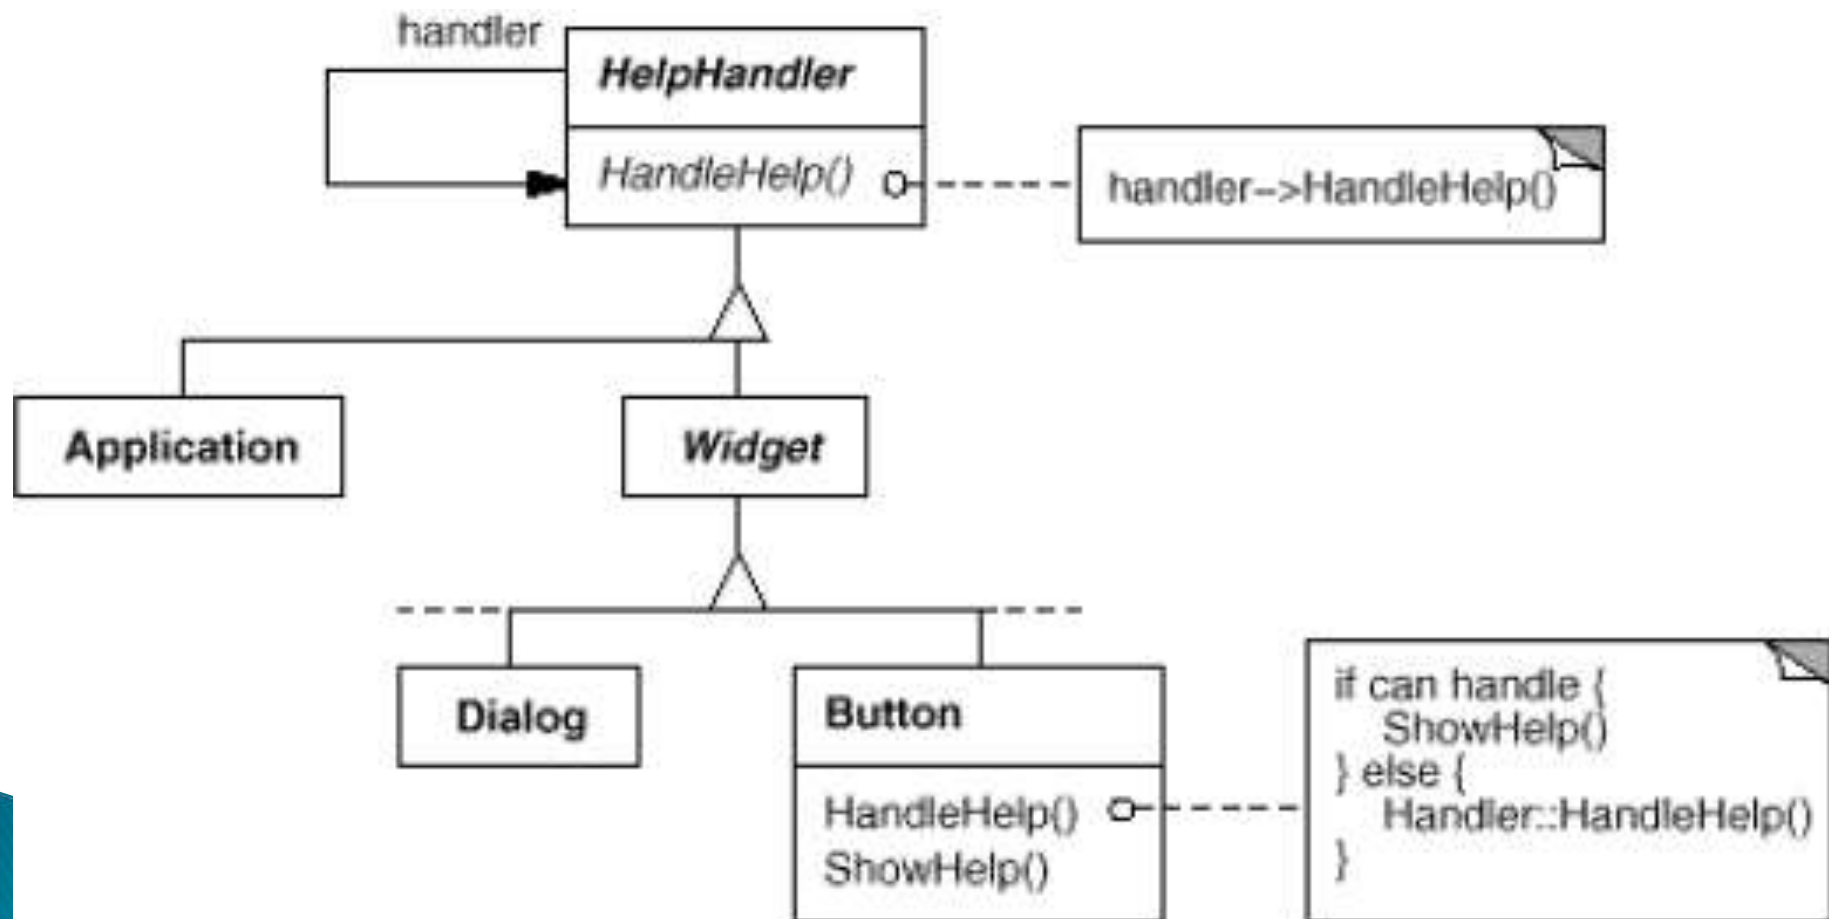 handler
HelpHandler
HandleHelp()
handler–>HandleHelp()
Application
Widget
Dialog
Button
HandleHelp()
ShowHelp()
if can handle {
ShowHelp()
} else {
Handler::HandleHelp()
}